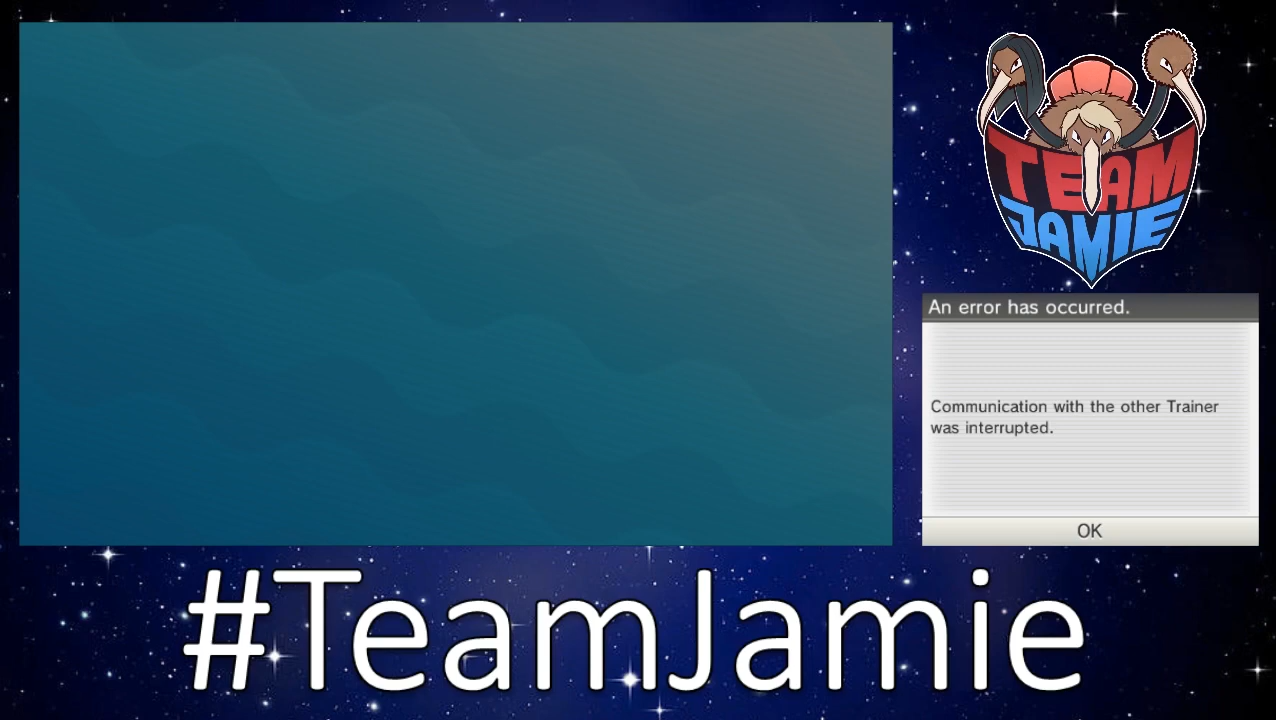 TEAM
JAMIE
An error has occurred.
Communication with the other Trainer
was interrupted.
OK
#TeamJamie